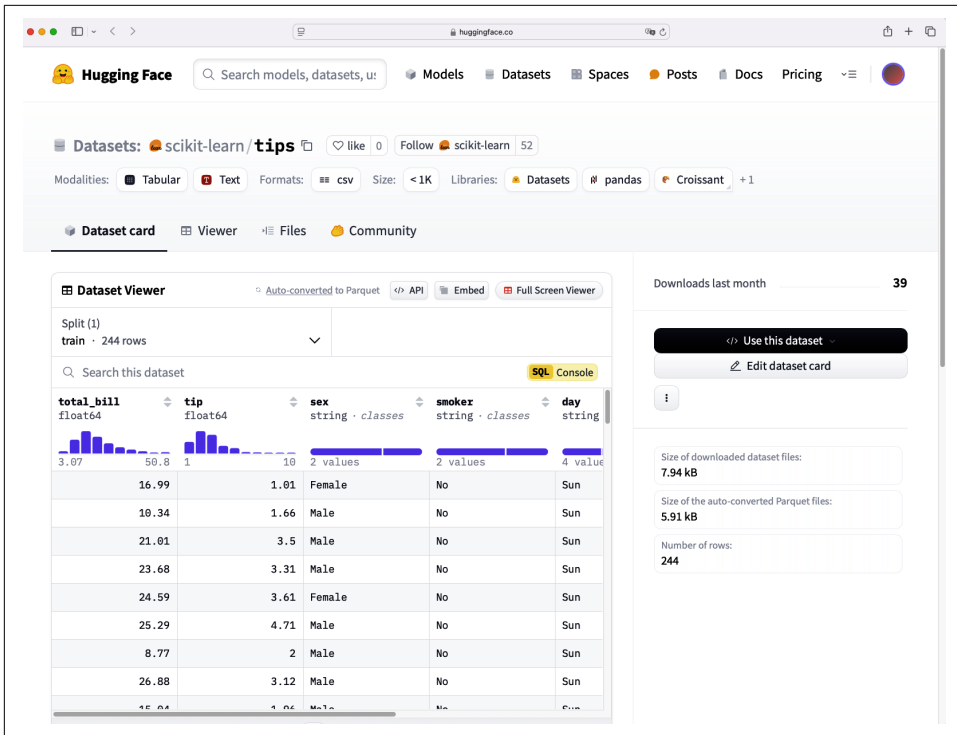 huggingface.co
Hugging Face
Search models, datasets, us
Models
Datasets
Spaces
Posts
Docs
Pricing
Datasets: scikit-learn/tips
like 0
Follow scikit-learn 52
Modalities: Tabular Text Formats: csv Size: < 1K Libraries: Datasets pandas Croissant + 1
Dataset card
Viewer
Files
Community
Dataset Viewer
Auto-converted to Parquet
</> API
Embed
Full Screen Viewer
Split (1)
train · 244 rows
Search this dataset
SQL Console
total_bill tip sex smoker day
float64 float64 string · classes string · classes string
3.07 50.8 1 10 2 values 2 values 4 value
16.99 1.01 Female No Sun
10.34 1.66 Male No Sun
21.01 3.5 Male No Sun
23.68 3.31 Male No Sun
24.59 3.61 Female No Sun
25.29 4.71 Male No Sun
8.77 2 Male No Sun
26.88 3.12 Male No Sun
15.04 1.96 Male No Sun
Downloads last month 39
</> Use this dataset
Edit dataset card
Size of downloaded dataset files:
7.94 kB
Size of the auto-converted Parquet files:
5.91 kB
Number of rows:
244